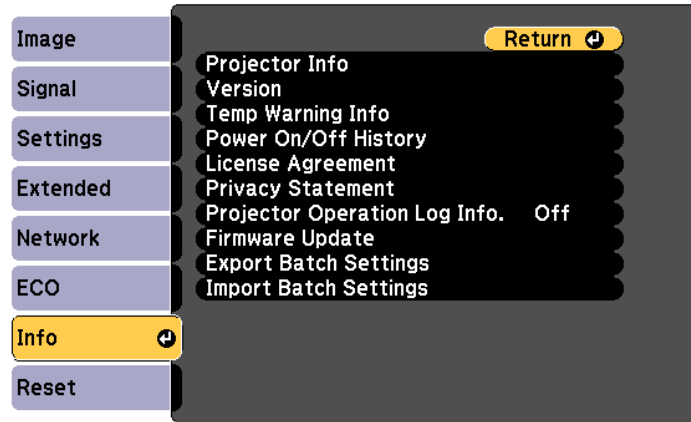 Image
Signal
Settings
Extended
Network
ECO
Info
Reset
Return
Projector Info
Version
Temp Warning Info
Power On/Off History
License Agreement
Privacy Statement
Projector Operation Log Info. Off
Firmware Update
Export Batch Settings
Import Batch Settings